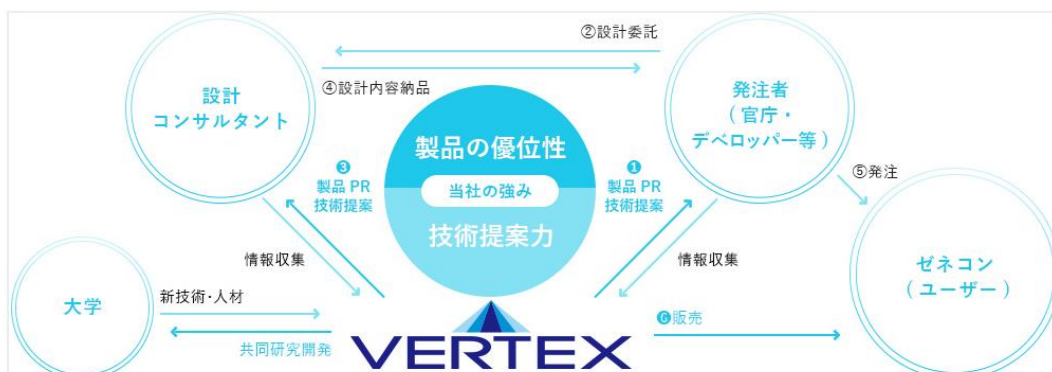 ②設計委託
④設計内容納品
設計
コンサルタント
発注者
(官庁・
デベロッパー等)
⑤発注
製品の優位性
当社の強み
技術提案力
❸
製品 PR
技術提案
❶
製品 PR
技術提案
情報収集
情報収集
大学
新技術・人材
共同研究開発
ゼネコン
(ユーザー)
❻販売
VERTEX